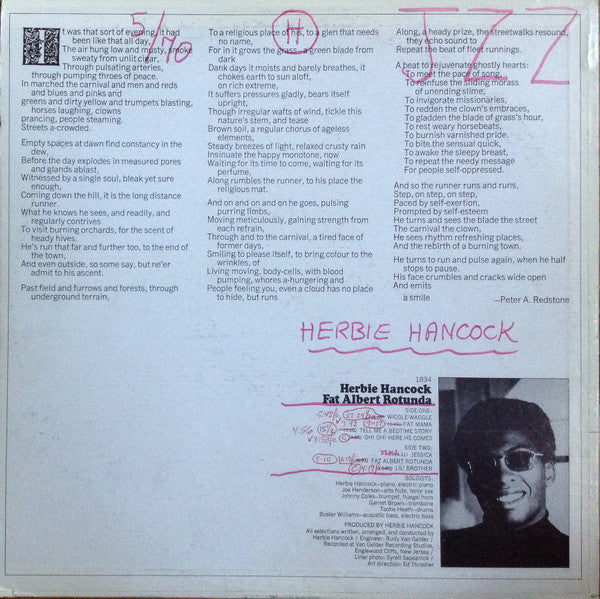 5/70
H
JZZ
It was that sort of evening, it had
been like that all day,
The air hung low and musty, smoke
sweaty from unlit cigars
Through pulsating arteries,
through pumping throes of peace.
In marched the carnival and men and reds
and blues and pinks and
greens and dirty yellow and trumpets blasting,
horses laughing, clowns
prancing, people steaming.
Streets a-crowded.
Empty spaces at dawn find constancy in the
dew,
Before the day explodes in measured pores
and glands ablast,
Witnessed by a single soul, bleak yet sure
enough,
Coming down the hill, it is the long distance
runner.
What he knows he sees, and readily, and
regularly contrives
To visit burning orchards, for the scent of
heady hives.
He's run that far and further too, to the end of
the town,
And even outside, so some say, but ne'er
admit to his ascent.
Past field and furrows and forests, through
underground terrain,
To a religious place of his, to a glen that needs
no name,
For in it grows the grass—a green blade from
dark
Dank days it moists and barely breathes, it
chokes earth to sun aloft,
on rich extreme,
It suffers pressures gladly, bears itself
upright,
Though irregular wafts of wind, tickle this
nature's stem, and tease
Brown soil, a regular chorus of ageless
elements,
Steady breezes of light, relaxed crusty rain
Insinuate the happy monotone, now
Waiting for its time to come, waiting for its
perfume,
Along rumbles the runner, to his place the
religious mat.
And on and on and on he goes, pulsing
purring limbs,
Moving meticulously, gaining strength from
each refrain,
Through and to the carnival, a tired face of
former days,
Smiling to please itself, to bring colour to the
wrinkles, of
Living moving, body-cells, with blood
pumping, whores a-hungering and
People feeling you, even a cloud has no place
to hide, but runs
Along, a heady prize, the streetwalks resound,
they echo sound to
Repeat the beat of fleet runnings.
A beat to rejuvenate ghostly hearts:
To met the pace of song,
To reinfuse the sliding morass
of unending slime,
To invigorate missionaries,
To redden the clown's embraces,
To gladden the blade of grass's hour,
To rest weary horsebeats,
To burnish varnished pride.
To bite the sensual quick,
To awake the sleepy breast,
To repeat the needy message
For people self-oppressed.
And so the runner runs and runs,
Step, on step, on step,
Paced by self-exertion,
Prompted by self-esteem
He turns and sees the blade the street
The carnival the clown,
He sees rhythm refreshing places,
And the rebirth of a burning town.
He turns to run and pulse again, when he half
stops to pause.
His face crumbles and cracks wide open
And emits
a smile
—Peter A. Redstone
HERBIE HANCOCK
1834
Herbie Hancock
Fat Albert Rotunda
SIDE ONE:
WIGGLE-WAGGLE
FAT MAMA
4:56 TELL ME A BEDTIME STORY
OH! OH! HERE HE COMES
SIDE TWO:
JESSICA
5:10 FAT ALBERT ROTUNDA
LIL' BROTHER
SOLOISTS:
Herbie Hancock—piano, electric piano
Joe Henderson—alto flute, tenor sax
Johnny Coles—trumpet, fluegel horn
Garnet Brown—trombone
Tootie Heath—drums
Buster Williams—acoustic bass, electric bass
PRODUCED BY HERBIE HANCOCK
All selections written, arranged, and conducted by
Herbie Hancock / Engineer: Rudy Van Gelder /
Recorded at Van Gelder Recording Studios,
Englewood Cliffs, New Jersey /
Liner photo: Syrell Sapoznick /
Art direction: Ed Thrasher